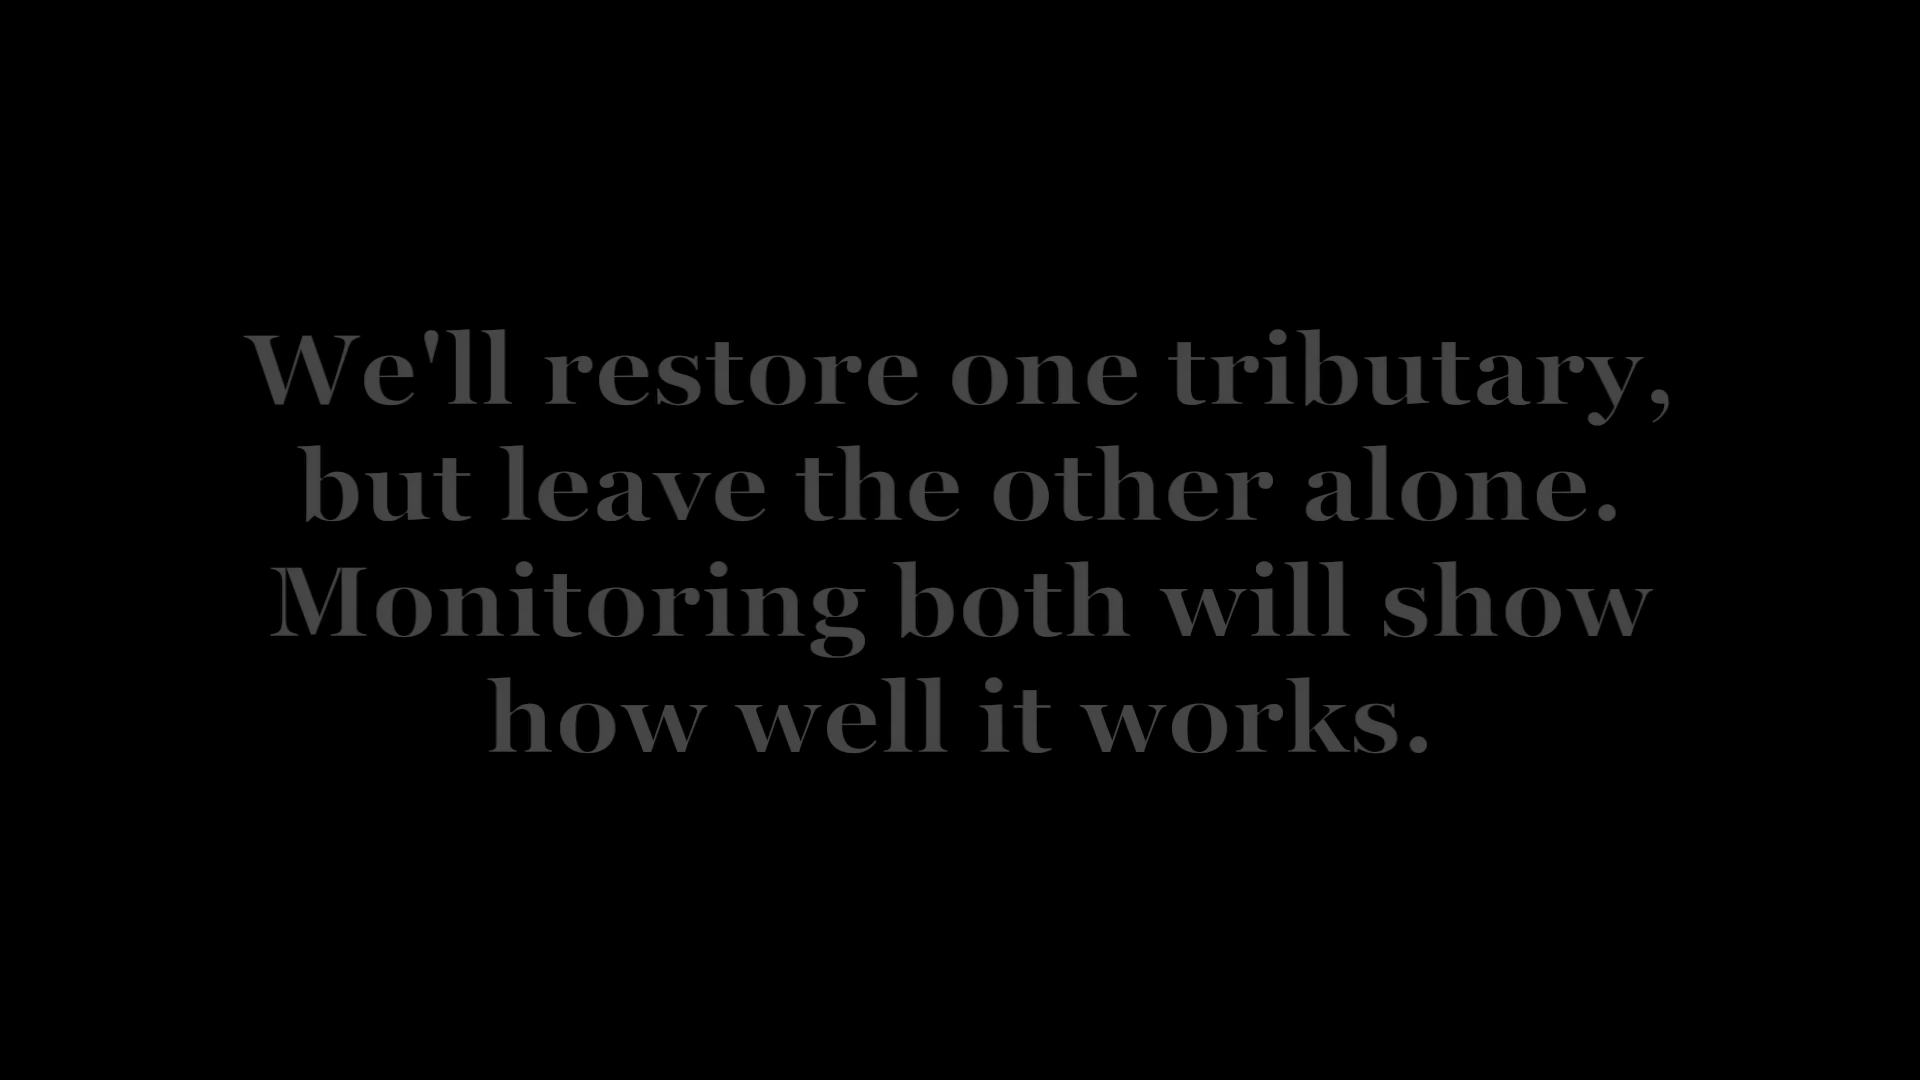 We'll restore one tributary,
but leave the other alone.
Monitoring both will show
how well it works.